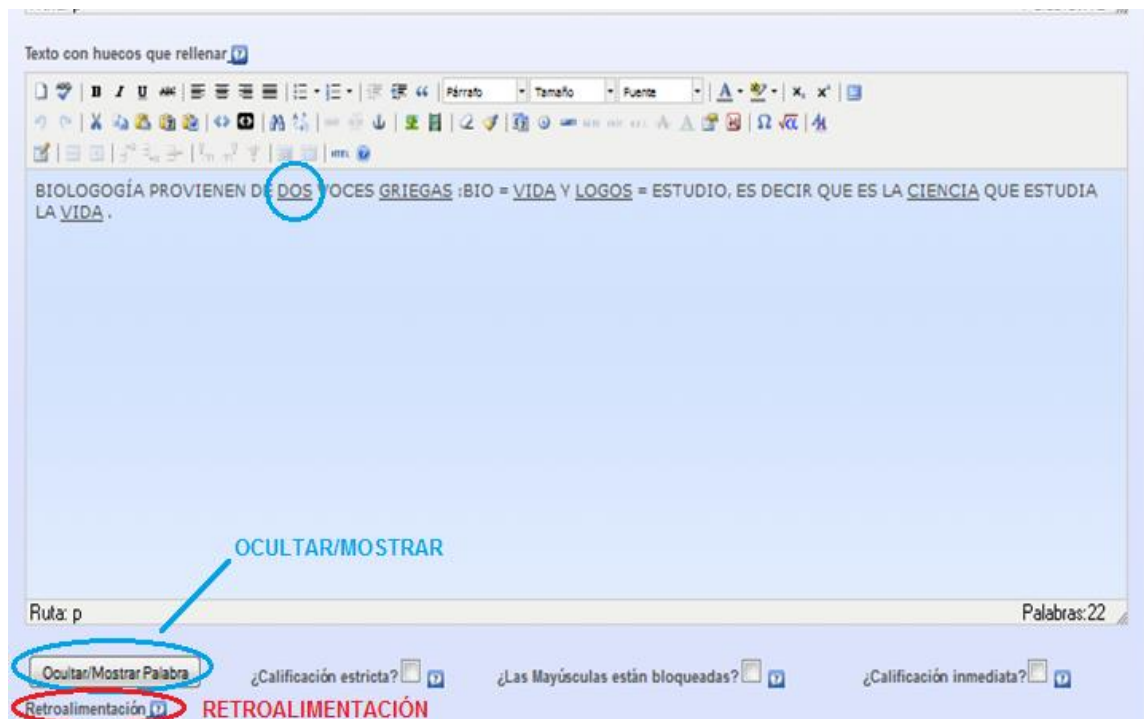 Texto con huecos que rellenar
Párrafo Tamaño Fuente
HTML
BIOLOGOGÍA PROVIENEN DE DOS VOCES GRIEGAS :BIO = VIDA Y LOGOS = ESTUDIO, ES DECIR QUE ES LA CIENCIA QUE ESTUDIA
LA VIDA .
OCULTAR/MOSTRAR
Ruta: p Palabras:22
Ocultar/Mostrar Palabra ¿Calificación estricta? ¿Las Mayúsculas están bloqueadas? ¿Calificación inmediata?
Retroalimentación RETROALIMENTACIÓN